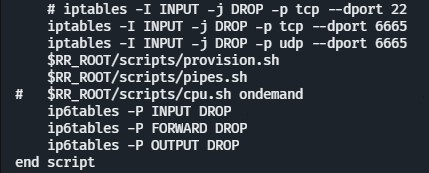 # iptables -I INPUT -j DROP -p tcp --dport 22
iptables -I INPUT -j DROP -p tcp --dport 6665
iptables -I INPUT -j DROP -p udp --dport 6665
$RR_ROOT/scripts/provision.sh
$RR_ROOT/scripts/pipes.sh
# $RR_ROOT/scripts/cpu.sh ondemand
ip6tables -P INPUT DROP
ip6tables -P FORWARD DROP
ip6tables -P OUTPUT DROP
end script